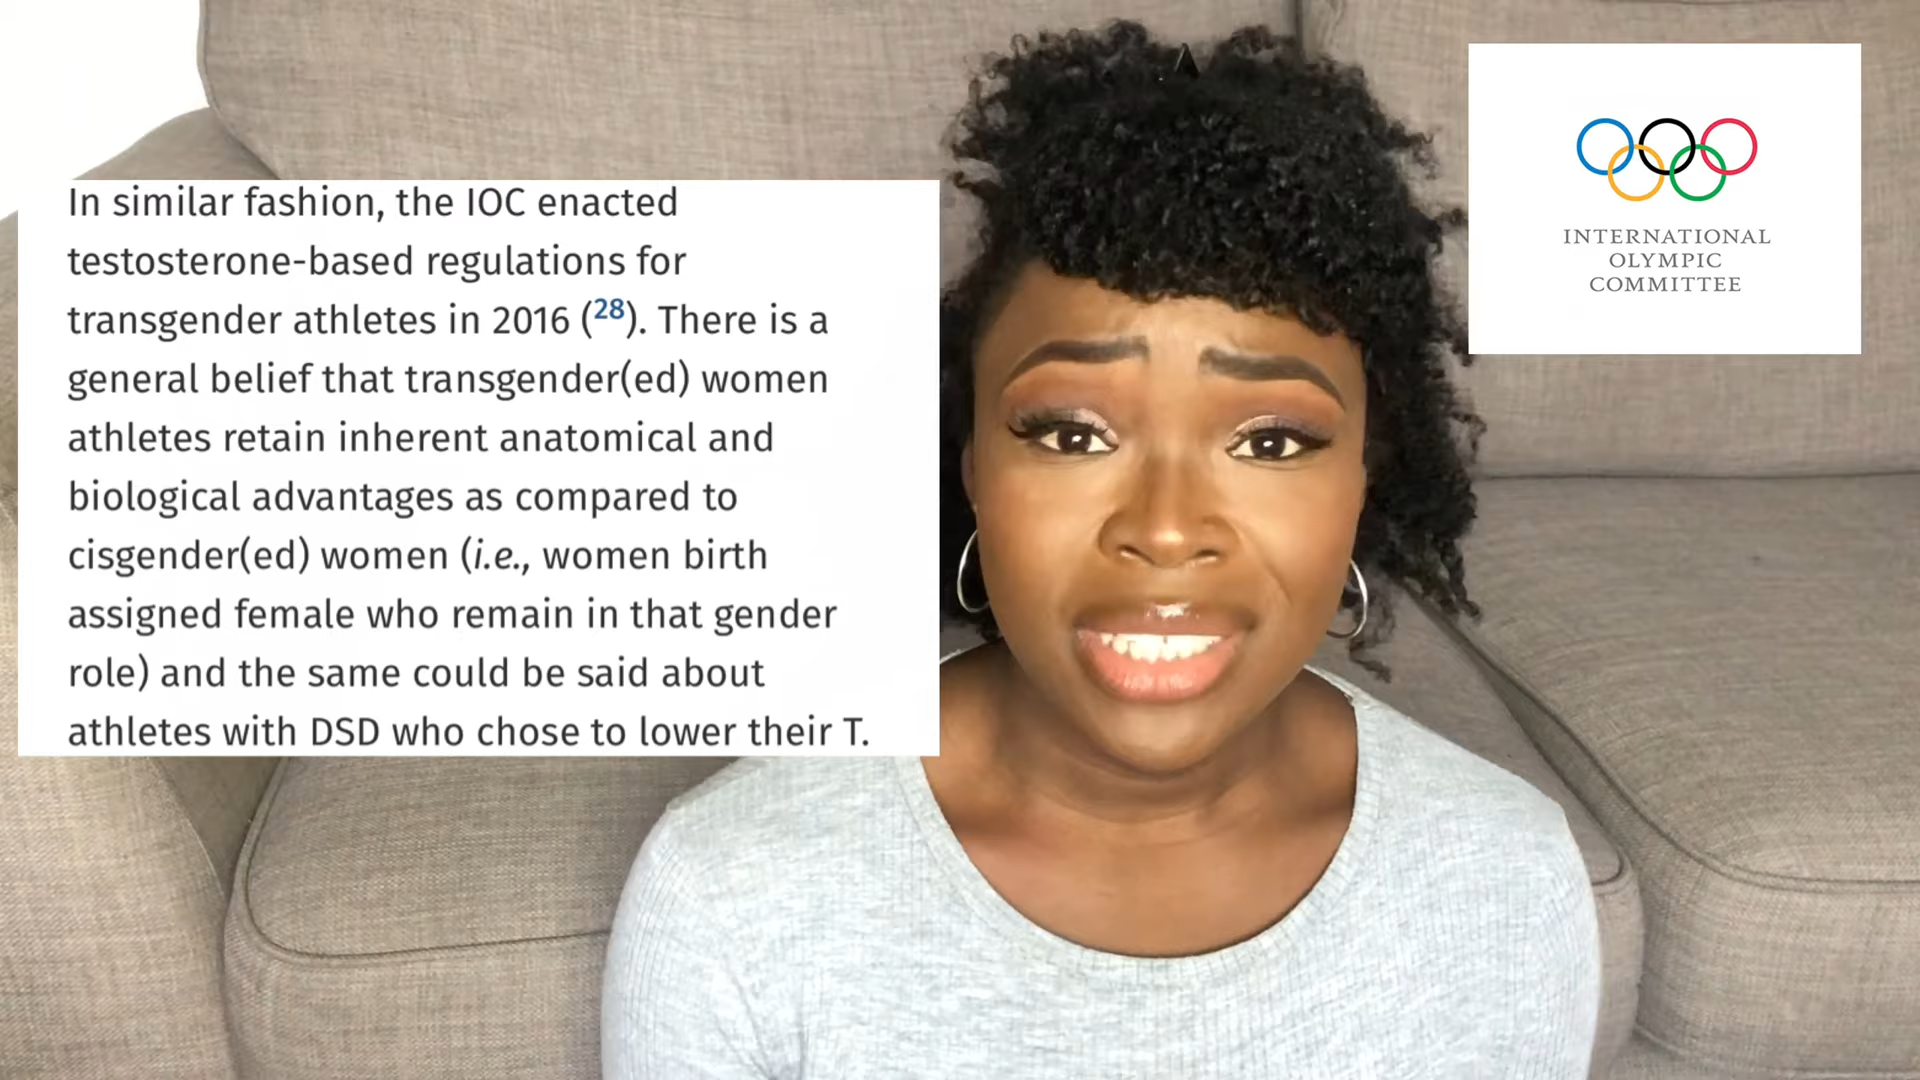 In similar fashion, the IOC enacted
testosterone-based regulations for
transgender athletes in 2016 (28). There is a
general belief that transgender(ed) women
athletes retain inherent anatomical and
biological advantages as compared to
cisgender(ed) women (i.e., women birth
assigned female who remain in that gender
role) and the same could be said about
athletes with DSD who chose to lower their T.
INTERNATIONAL
OLYMPIC
COMMITTEE